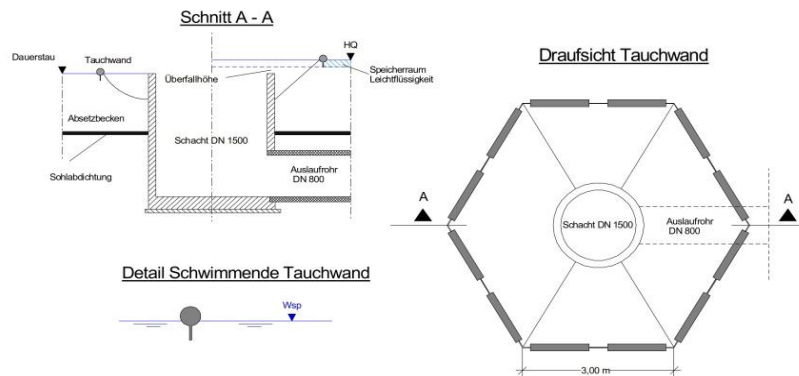 Schnitt A - A
HQ
Dauerstau
Tauchwand
Überfallhöhe
Speicherraum
Leichtflüssigkeit
Absetzbecken
Schacht DN 1500
Sohlabdichtung
Auslaufrohr
DN 800
Detail Schwimmende Tauchwand
Wsp
Draufsicht Tauchwand
A
A
Schacht DN 1500
Auslaufrohr
DN 800
3,00 m